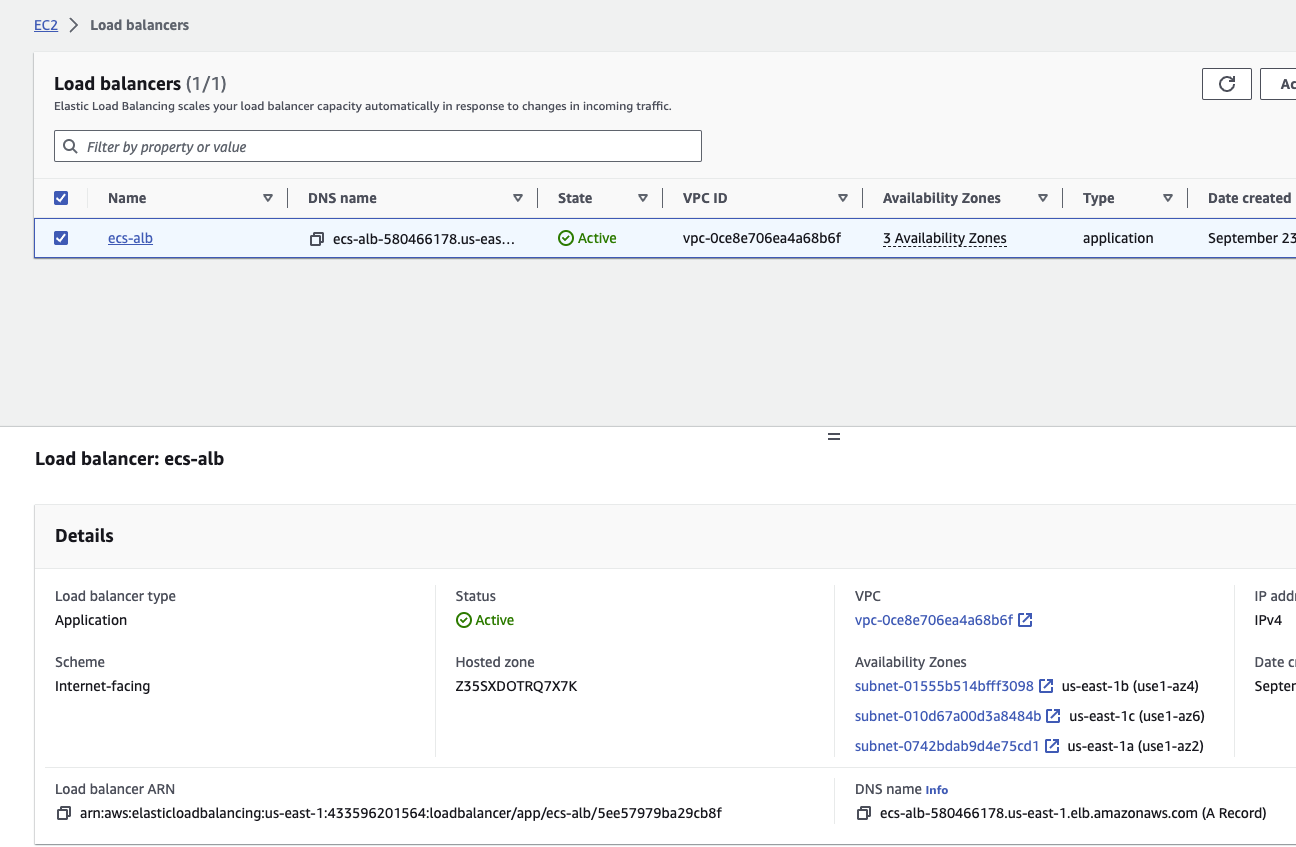 EC2 Load balancers
Load balancers (1/1)
Ac
Elastic Load Balancing scales your load balancer capacity automatically in response to changes in incoming traffic.
Filter by property or value
Name DNS name State VPC ID Availability Zones Type Date created
ecs-alb ecs-alb-580466178.us-eas... Active vpc-0ce8e706ea4a68b6f 3 Availability Zones application September 23
Load balancer: ecs-alb
Details
Load balancer type Status VPC IP addr
Application Active vpc-0ce8e706ea4a68b6f IPv4
Scheme Hosted zone Availability Zones Date cr
Internet-facing Z35SXDOTRQ7X7K subnet-01555b514bfff3098 us-east-1b (use1-az4) Septer
subnet-010d67a00d3a8484b us-east-1c (use1-az6)
subnet-0742bdab9d4e75cd1 us-east-1a (use1-az2)
Load balancer ARN DNS name Info
arn:aws:elasticloadbalancing:us-east-1:433596201564:loadbalancer/app/ecs-alb/5ee57979ba29cb8f ecs-alb-580466178.us-east-1.elb.amazonaws.com (A Record)